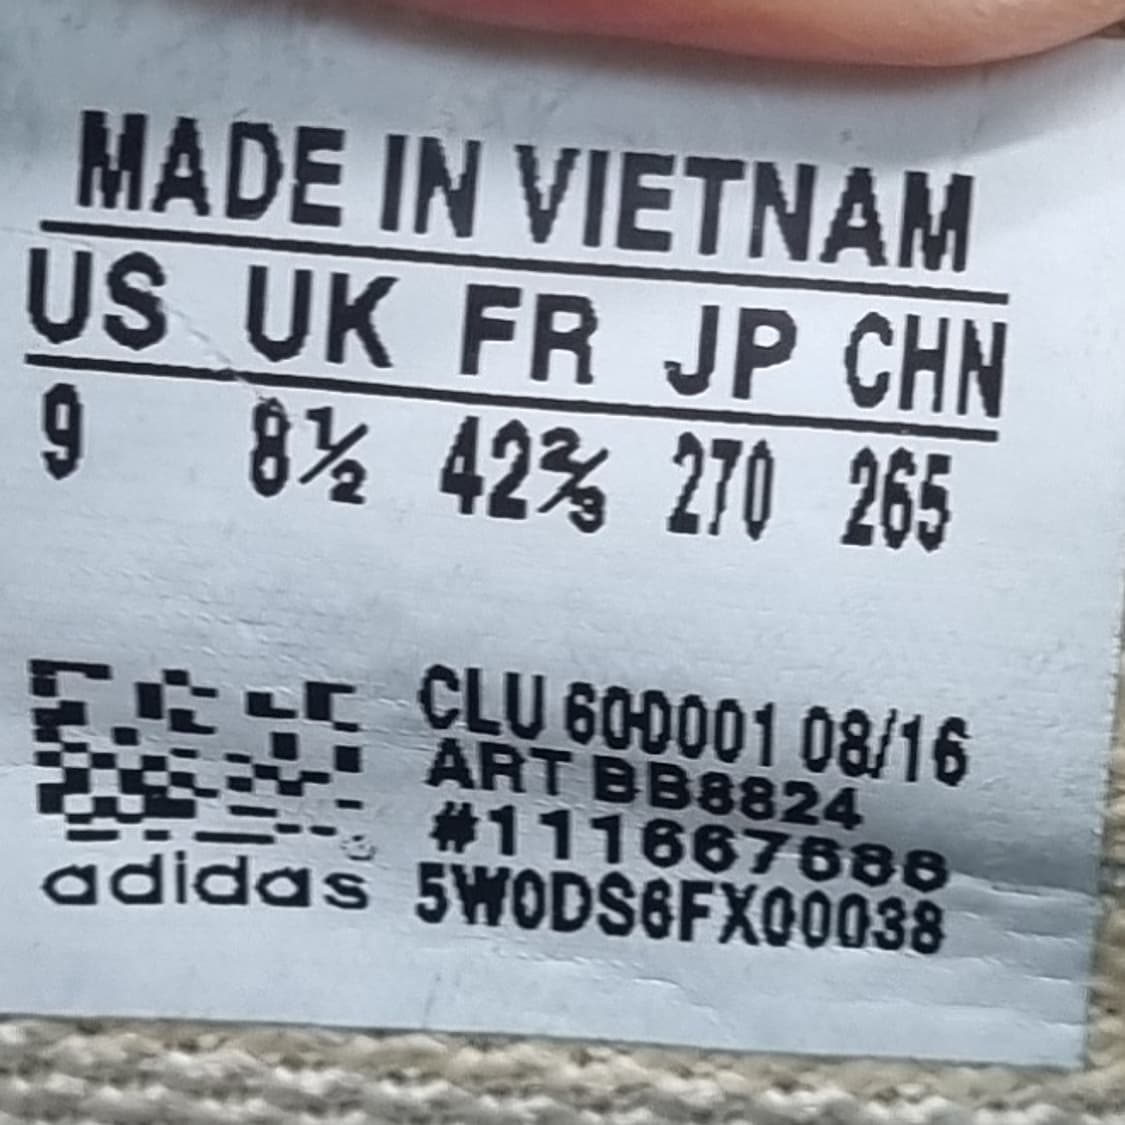 MADE IN VIETNAM
US UK FR JP CHN
9 8½ 42⅔ 270 265
CLU 600001 08/16
ART BB8824
#111667686
adidas 5W0DS6FX00038